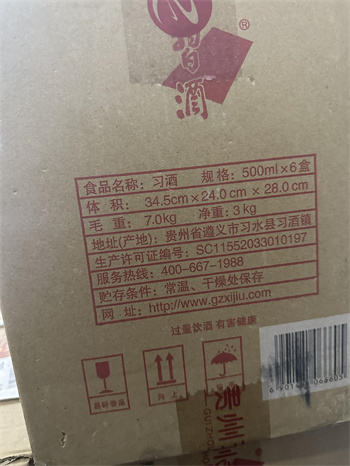 習酒
食品名称: 习酒 规格: 500ml×6盒
体 积: 34.5cm×24.0cm×28.0cm
毛 重: 7.0kg 净重: 3kg
地址(产地): 贵州省遵义市习水县习酒镇
生产许可证编号: SC11552033010197
服务热线: 400-667-1988
贮存条件: 常温、干燥处保存
网 址: http://www.gzxijiu.com
过量饮酒 有害健康
易碎物品
向 上
GUIZHO